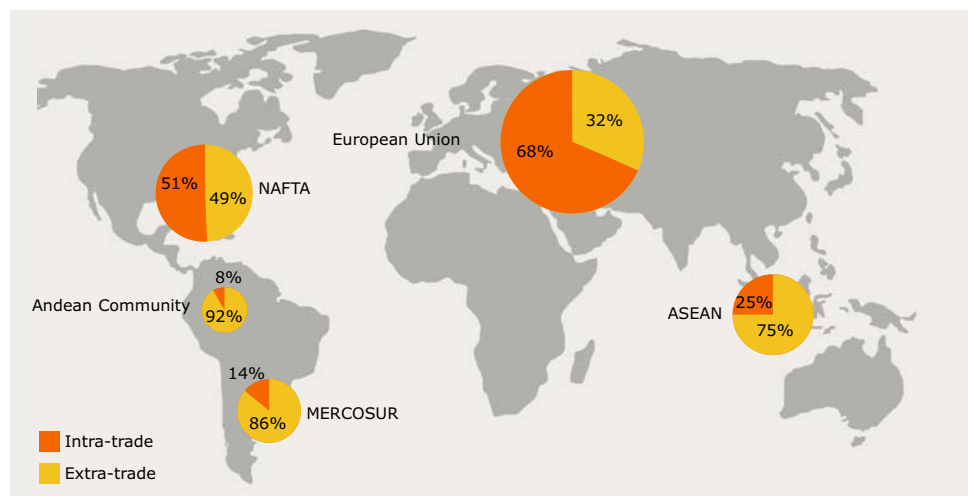 32%
European Union
68%
51%
NAFTA
49%
8%
Andean Community
92%
25%
ASEAN
75%
14%
MERCOSUR
86%
Intra-trade
Extra-trade